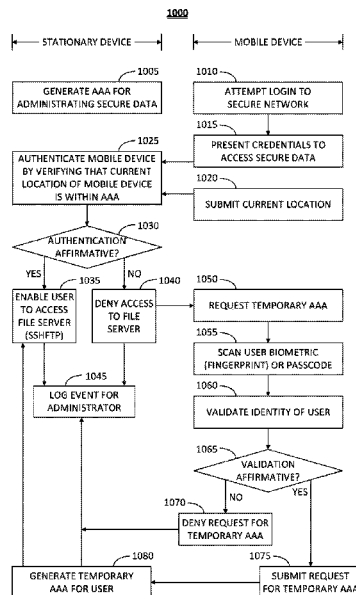 1000
STATIONARY DEVICE
MOBILE DEVICE
1005
GENERATE AAA FOR
ADMINISTRATING SECURE DATA
1010
ATTEMPT LOGIN TO
SECURE NETWORK
1015
PRESENT CREDENTIALS TO
ACCESS SECURE DATA
1020
SUBMIT CURRENT LOCATION
1025
AUTHENTICATE MOBILE DEVICE
BY VERIFYING THAT CURRENT
LOCATION OF MOBILE DEVICE
IS WITHIN AAA
1030
AUTHENTICATION
AFFIRMATIVE?
YES
NO
1035
ENABLE USER
TO ACCESS
FILE SERVER
(SSHFTP)
1040
DENY ACCESS
TO FILE
SERVER
1045
LOG EVENT FOR
ADMINISTRATOR
1050
REQUEST TEMPORARY AAA
1055
SCAN USER BIOMETRIC
(FINGERPRINT) OR PASSCODE
1060
VALIDATE IDENTITY OF USER
1065
VALIDATION
AFFIRMATIVE?
NO
YES
1070
DENY REQUEST FOR
TEMPORARY AAA
1075
SUBMIT REQUEST
FOR TEMPORARY AAA
1080
GENERATE TEMPORARY
AAA FOR USER